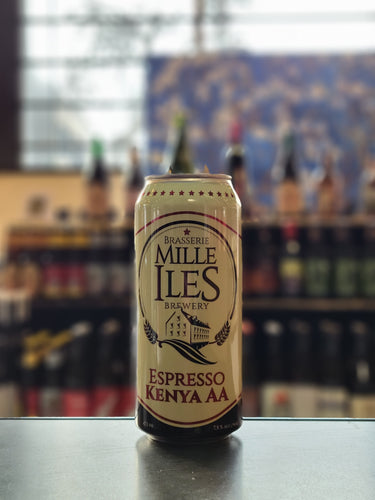 BRASSERIE
MILLE
ILES
BREWERY
ESPRESSO
KENYA AA